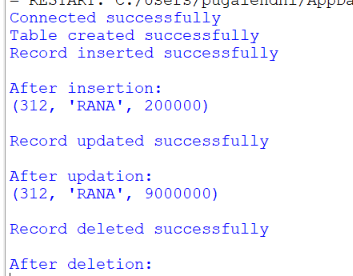 = RESTART: C:/Users/pugalendhi/AppDa
Connected successfully
Table created successfully
Record inserted successfully

After insertion:
(312, 'RANA', 200000)

Record updated successfully

After updation:
(312, 'RANA', 9000000)

Record deleted successfully

After deletion: